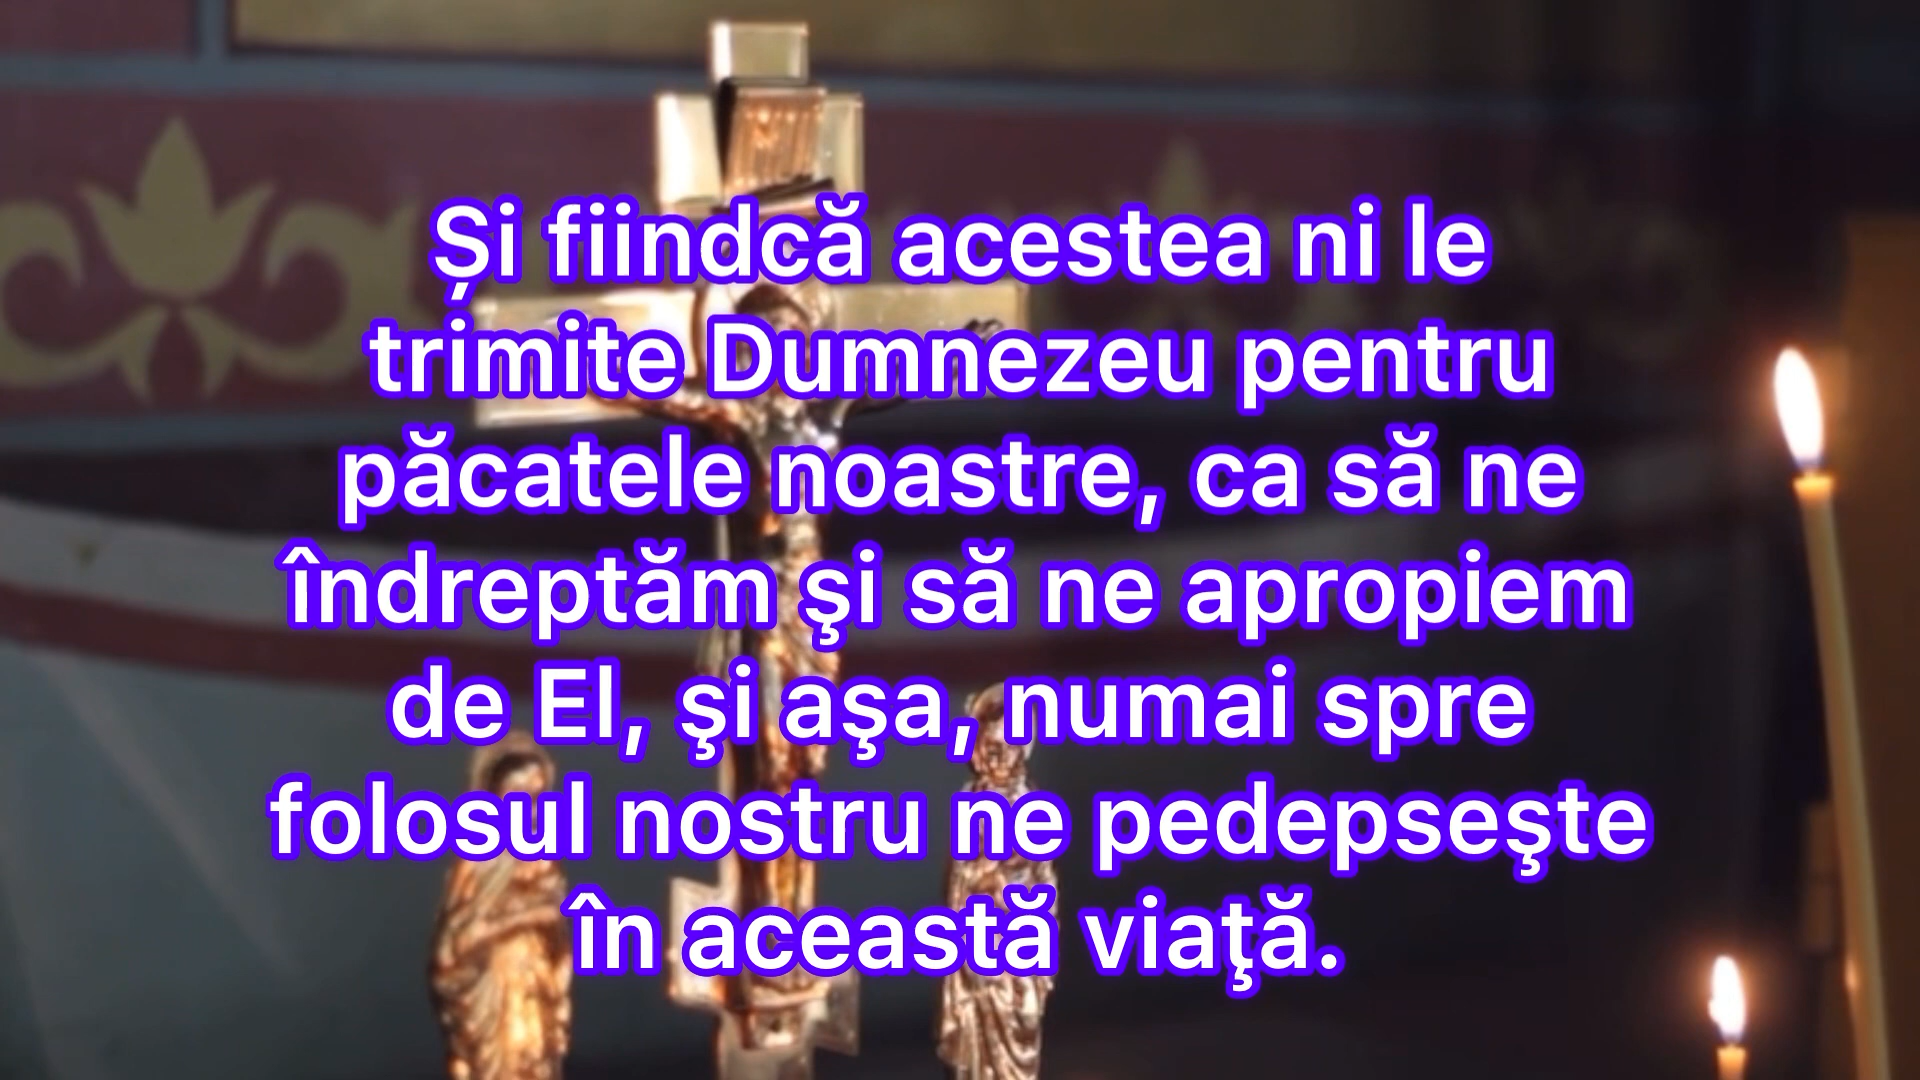 Și fiindcă acestea ni le
trimite Dumnezeu pentru
păcatele noastre, ca să ne
îndreptăm şi să ne apropiem
de El, şi aşa, numai spre
folosul nostru ne pedepseşte
în această viaţă.